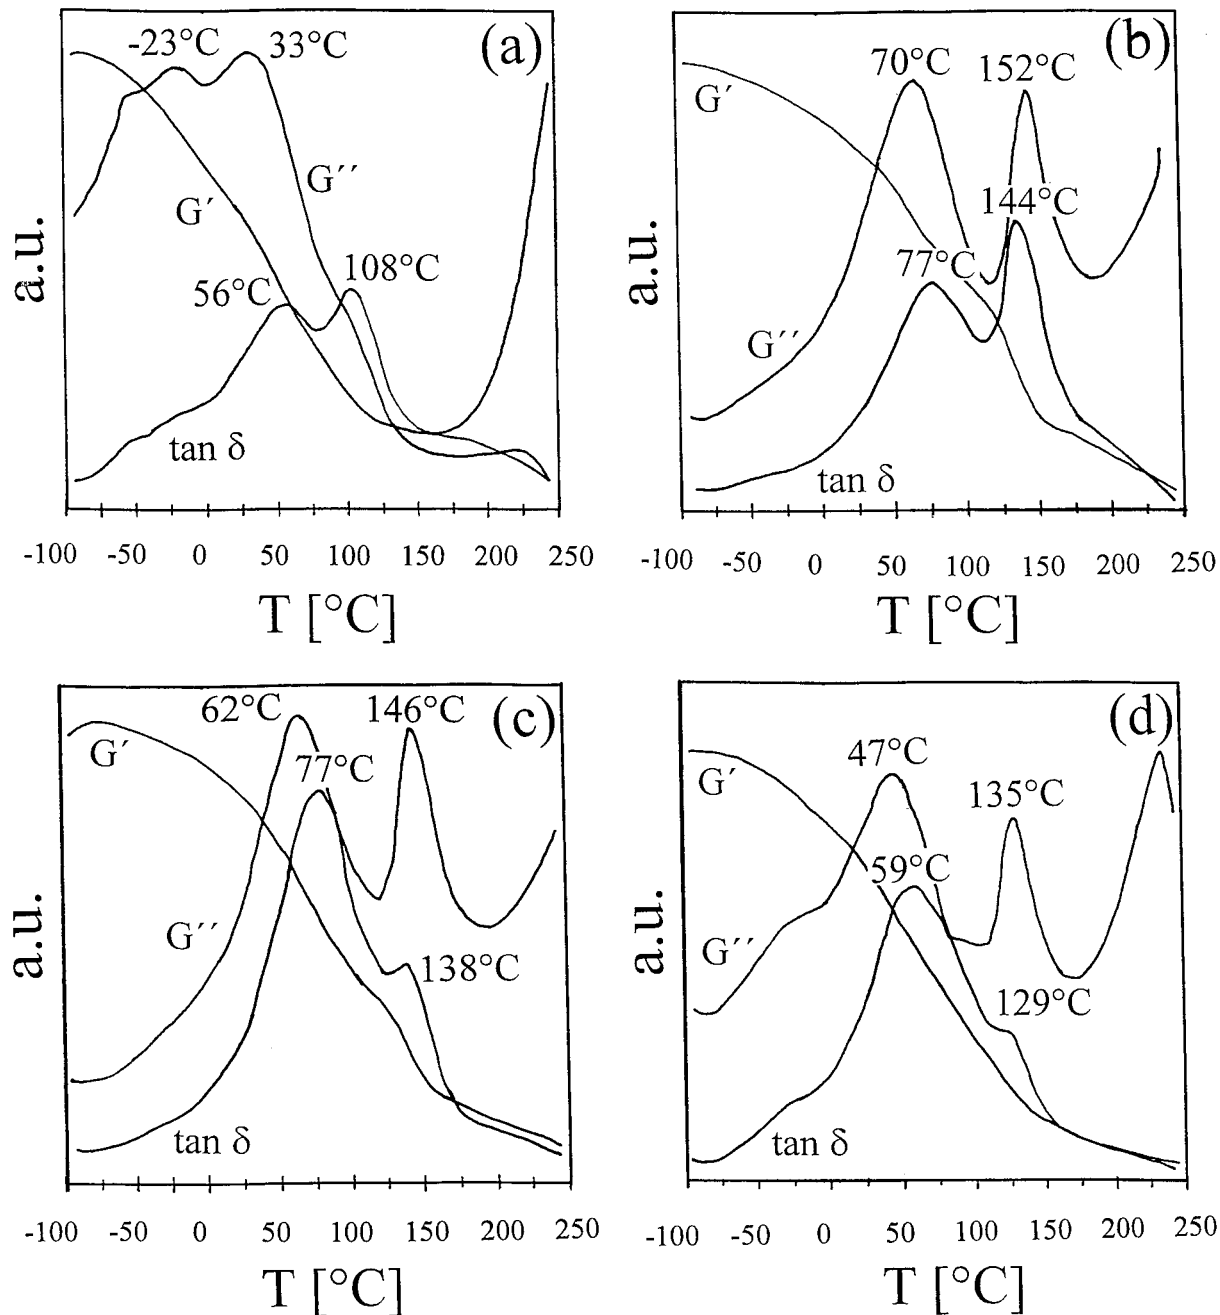 -23°C 33°C (a)
G′ G′′
56°C 108°C
tan δ
a.u.
-100 -50 0 50 100 150 200 250
T [°C]
70°C 152°C (b)
G′
144°C
77°C
G′′
tan δ
a.u.
-100 -50 0 50 100 150 200 250
T [°C]
62°C 146°C (c)
G′
77°C
G′′
138°C
tan δ
a.u.
-100 -50 0 50 100 150 200 250
T [°C]
47°C (d)
G′
135°C
59°C
G′′
129°C
tan δ
a.u.
-100 -50 0 50 100 150 200 250
T [°C]